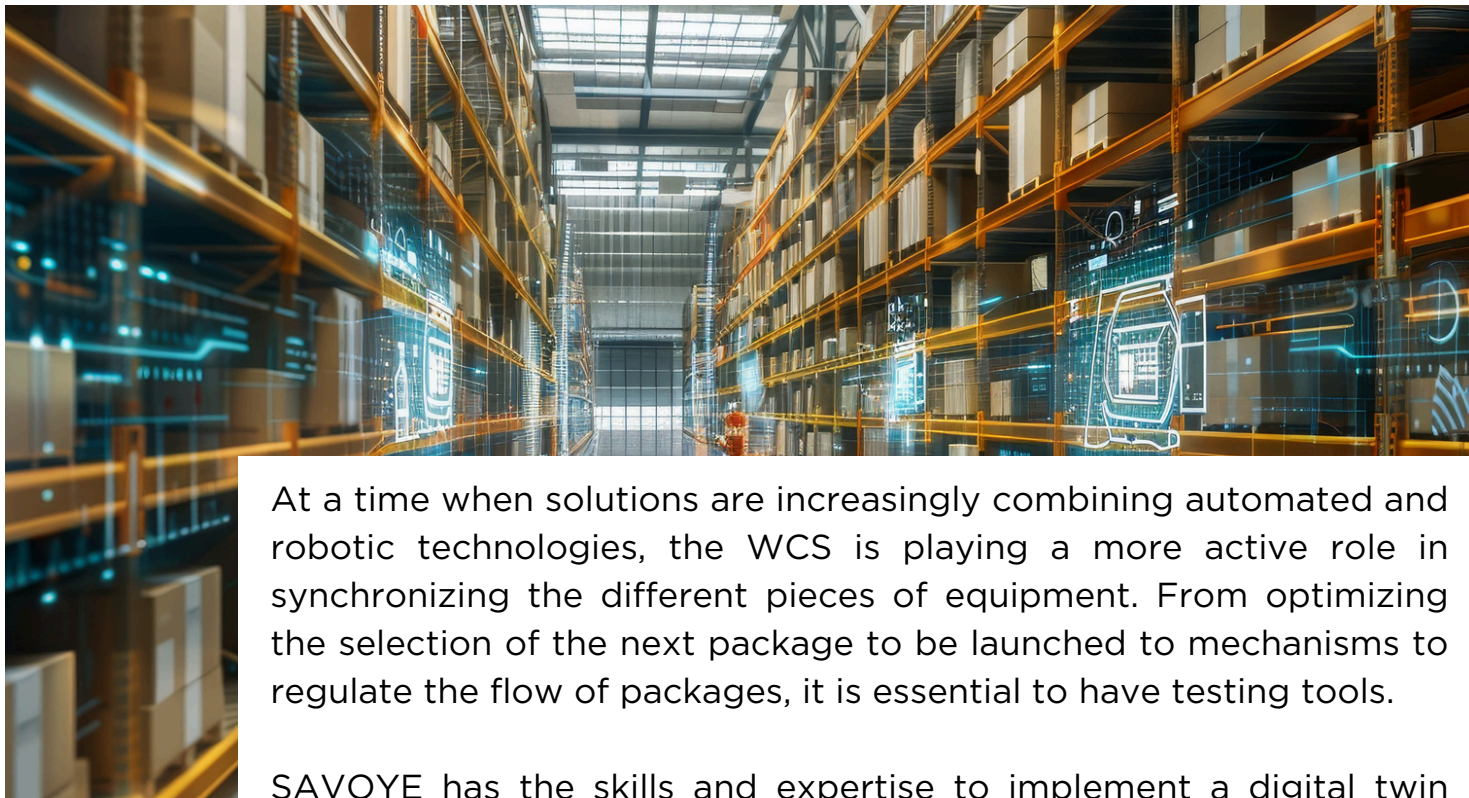 At a time when solutions are increasingly combining automated and
robotic technologies, the WCS is playing a more active role in
synchronizing the different pieces of equipment. From optimizing
the selection of the next package to be launched to mechanisms to
regulate the flow of packages, it is essential to have testing tools.
SAVOYE has the skills and expertise to implement a digital twin